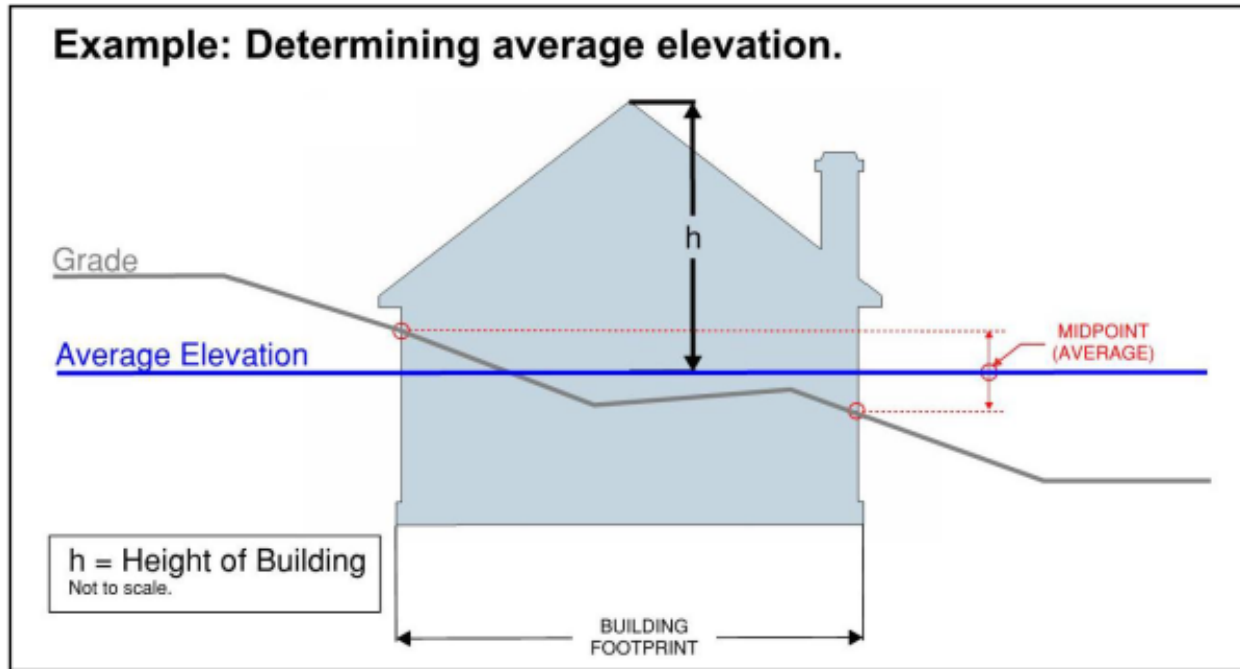 Example: Determining average elevation.
h
Grade
Average Elevation
MIDPOINT
(AVERAGE)
h = Height of Building
Not to scale.
BUILDING
FOOTPRINT